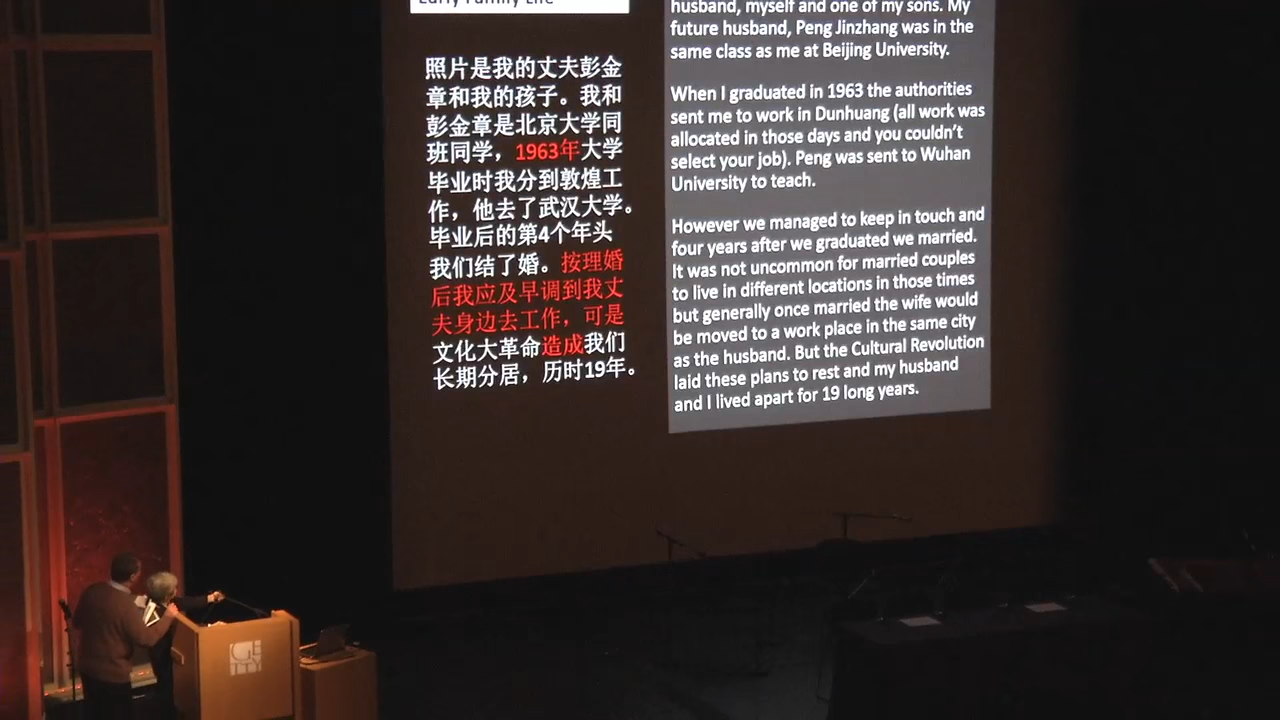 Early Family Life
照片是我的丈夫彭金
章和我的孩子。我和
彭金章是北京大学同
班同学，1963年大学
毕业时我分到敦煌工
作，他去了武汉大学。
毕业后的第4个年头
我们结了婚。按理婚
后我应及早调到我丈
夫身边去工作，可是
文化大革命造成我们
长期分居，历时19年。
husband, myself and one of my sons. My
future husband, Peng Jinzhang was in the
same class as me at Beijing University.
When I graduated in 1963 the authorities
sent me to work in Dunhuang (all work was
allocated in those days and you couldn't
select your job). Peng was sent to Wuhan
University to teach.
However we managed to keep in touch and
four years after we graduated we married.
It was not uncommon for married couples
to live in different locations in those times
but generally once married the wife would
be moved to a work place in the same city
as the husband. But the Cultural Revolution
laid these plans to rest and my husband
and I lived apart for 19 long years.
GE
TTY